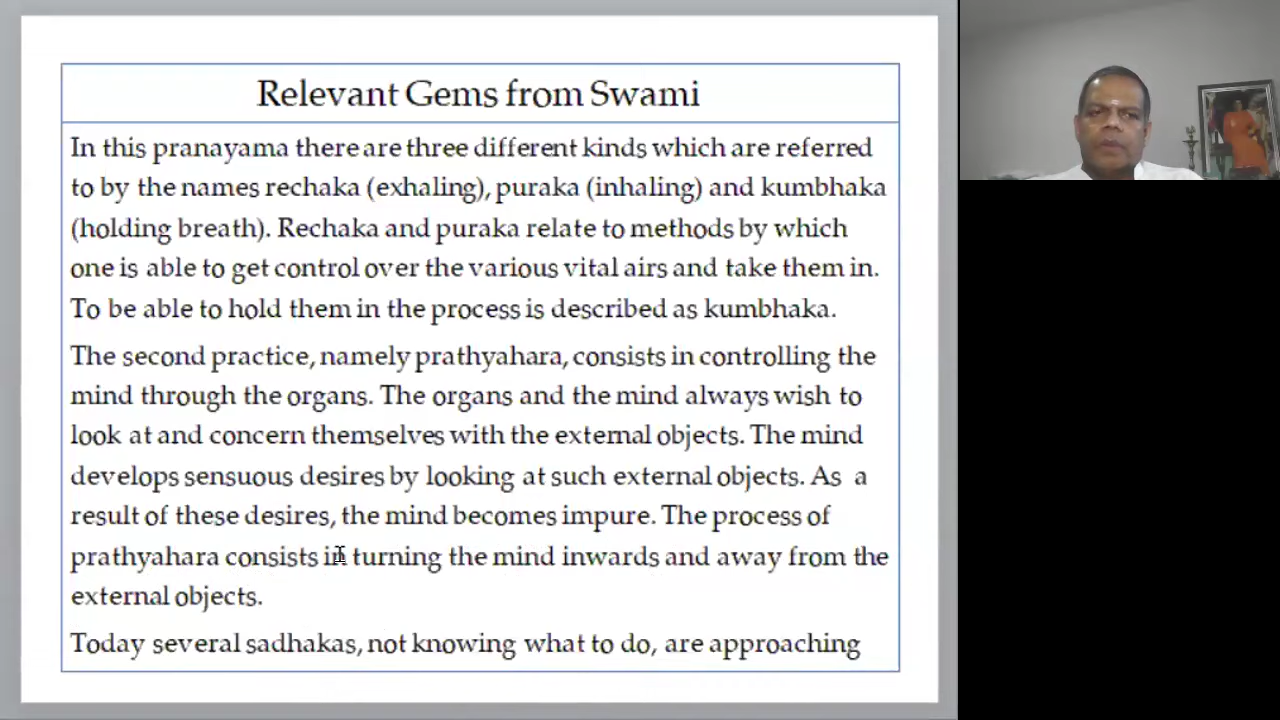 Relevant Gems from Swami
In this pranayama there are three different kinds which are referred
to by the names rechaka (exhaling), puraka (inhaling) and kumbhaka
(holding breath). Rechaka and puraka relate to methods by which
one is able to get control over the various vital airs and take them in.
To be able to hold them in the process is described as kumbhaka.
The second practice, namely prathyahara, consists in controlling the
mind through the organs. The organs and the mind always wish to
look at and concern themselves with the external objects. The mind
develops sensuous desires by looking at such external objects. As a
result of these desires, the mind becomes impure. The process of
prathyahara consists in turning the mind inwards and away from the
external objects.
Today several sadhakas, not knowing what to do, are approaching